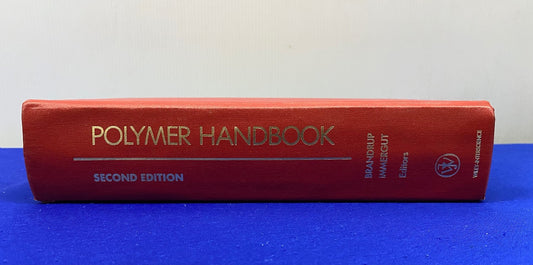 POLYMER HANDBOOK
SECOND EDITION
BRANDRUP
IMMERGUT
Editors
WILEY-INTERSCIENCE